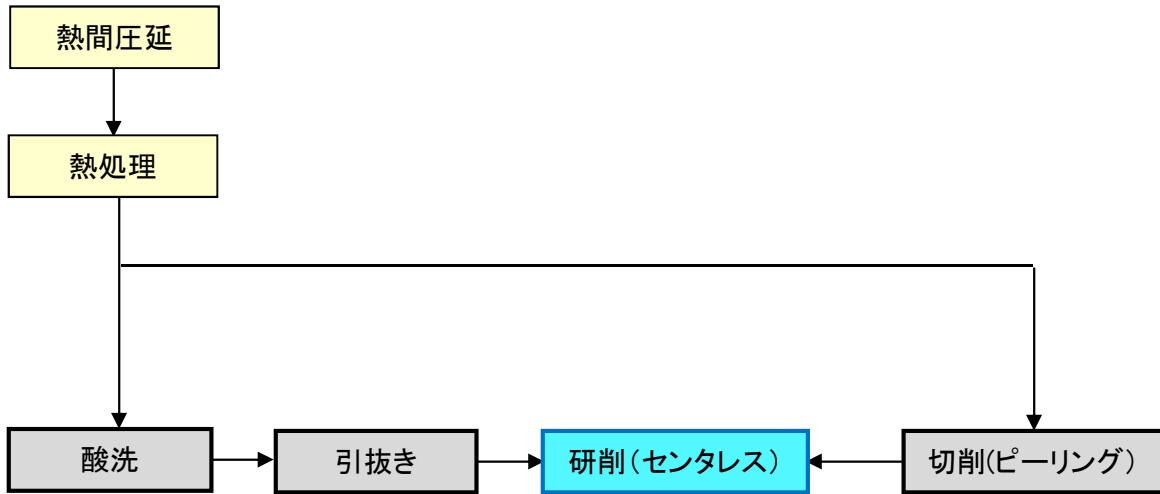 熱間圧延
熱処理
酸洗
引抜き
研削(センタレス)
切削(ピーリング)